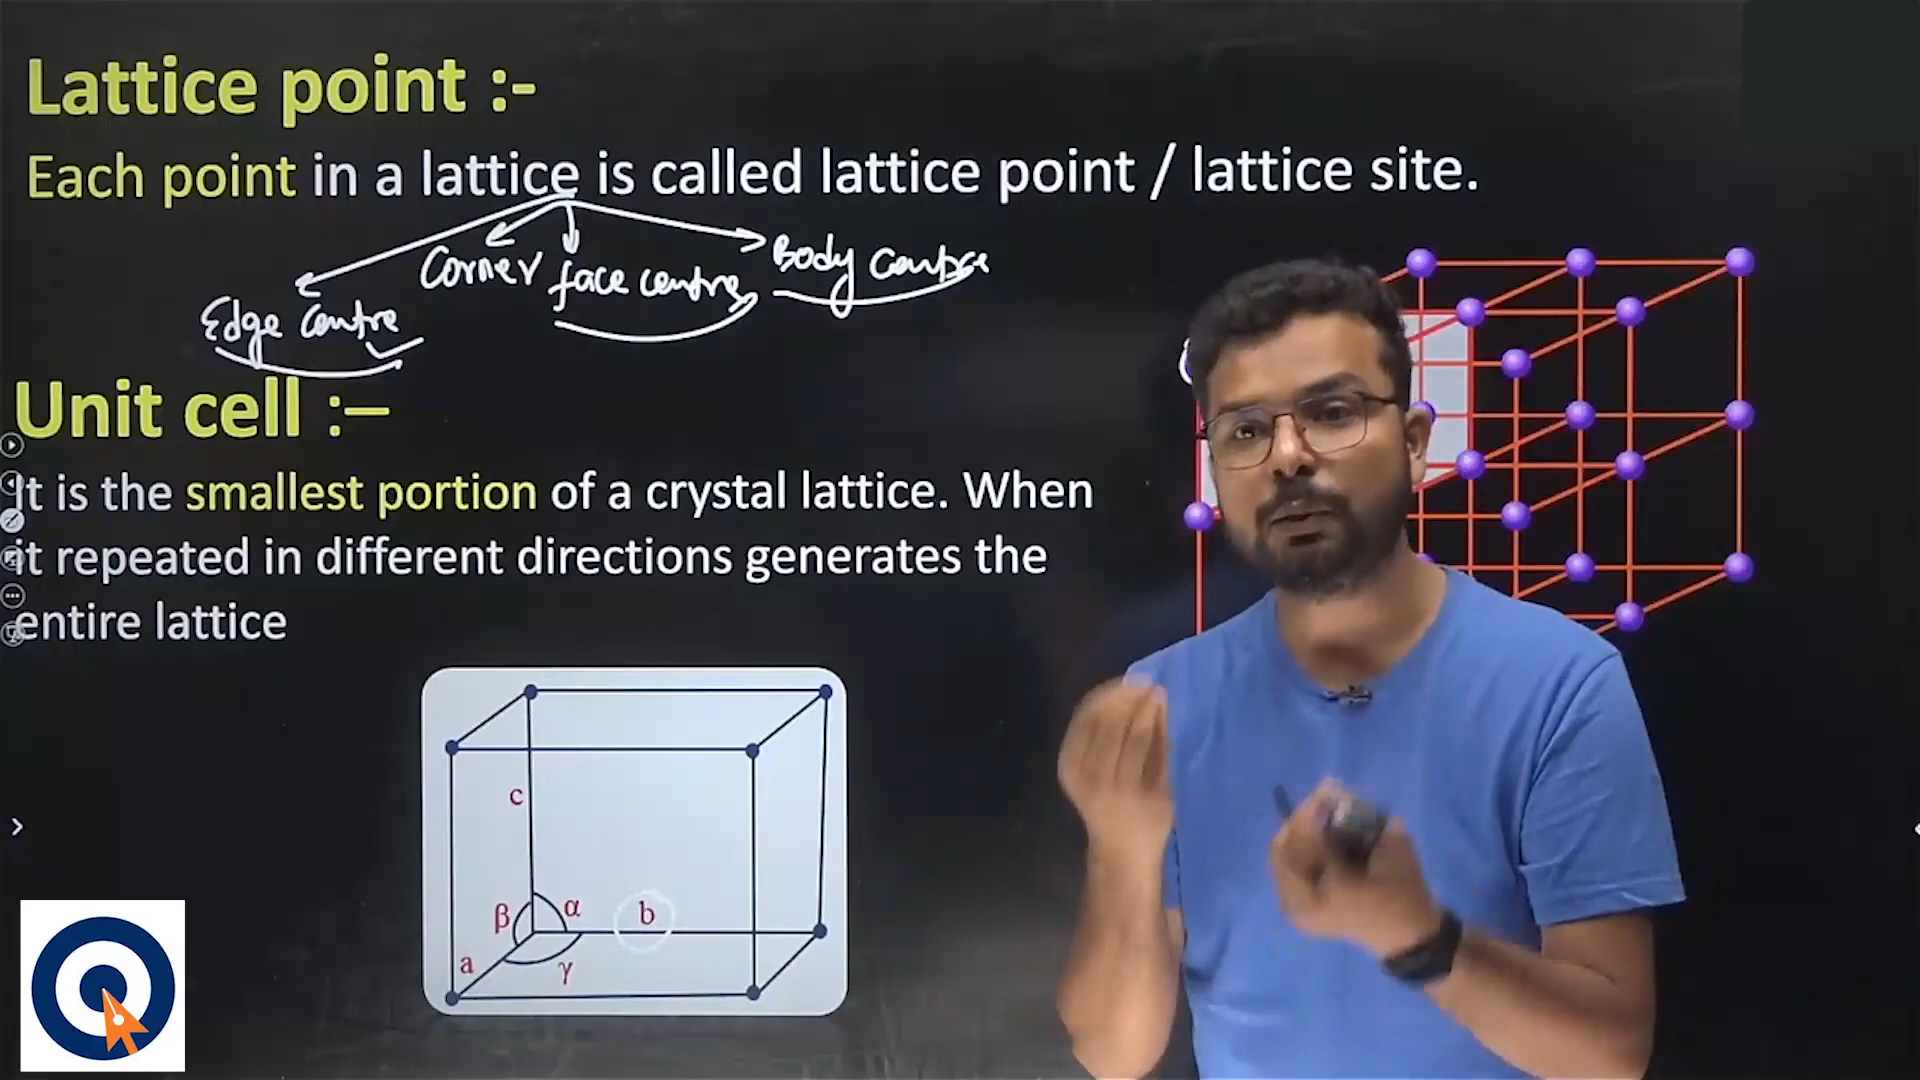 Lattice point :-
Each point in a lattice is called lattice point / lattice site.
Edge centre
Corner
face centre
Body centre
Unit cell :–
It is the smallest portion of a crystal lattice. When
it repeated in different directions generates the
entire lattice
c
β
α
b
a
γ